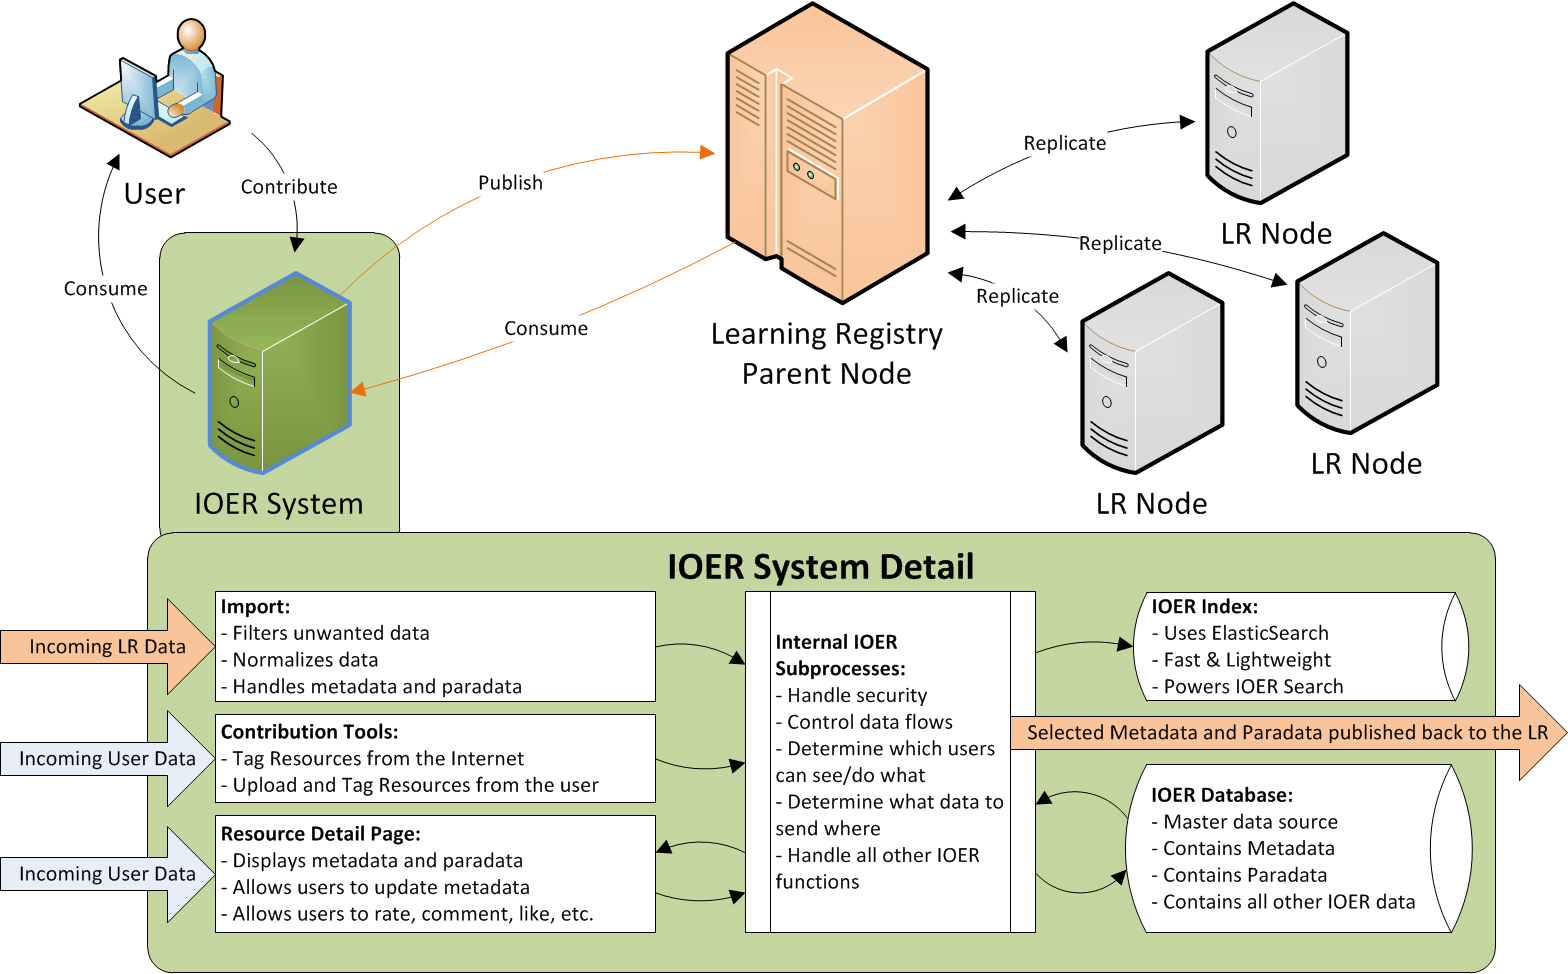 User
Contribute
Consume
IOER System
Publish
Consume
Learning Registry
Parent Node
Replicate
Replicate
Replicate
LR Node
LR Node
LR Node
IOER System Detail
Incoming LR Data
Import:
- Filters unwanted data
- Normalizes data
- Handles metadata and paradata
Incoming User Data
Contribution Tools:
- Tag Resources from the Internet
- Upload and Tag Resources from the user
Incoming User Data
Resource Detail Page:
- Displays metadata and paradata
- Allows users to update metadata
- Allows users to rate, comment, like, etc.
Internal IOER
Subprocesses:
- Handle security
- Control data flows
- Determine which users
can see/do what
- Determine what data to
send where
- Handle all other IOER
functions
IOER Index:
- Uses ElasticSearch
- Fast & Lightweight
- Powers IOER Search
Selected Metadata and Paradata published back to the LR
IOER Database:
- Master data source
- Contains Metadata
- Contains Paradata
- Contains all other IOER data